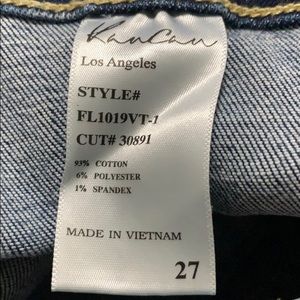 KanCan
Los Angeles
STYLE#
FL1019VT-1
CUT# 30891
93% COTTON
6% POLYESTER
1% SPANDEX
MADE IN VIETNAM
27